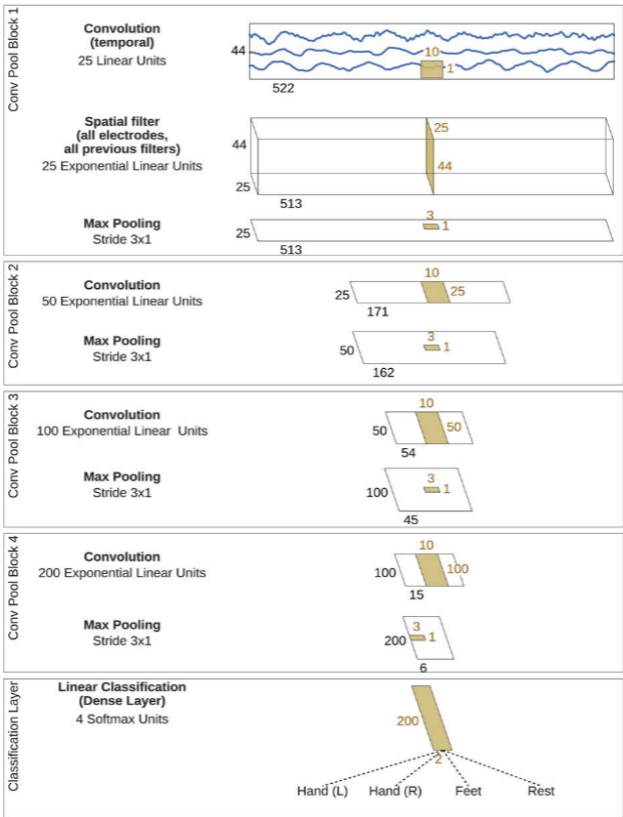 Conv Pool Block 1
Convolution
(temporal)
25 Linear Units
44
10
1
522
Spatial filter
(all electrodes,
all previous filters)
25 Exponential Linear Units
44
25
25
44
513
Max Pooling
Stride 3x1
25
3
1
513
Conv Pool Block 2
Convolution
50 Exponential Linear Units
10
25
25
171
Max Pooling
Stride 3x1
3
50
1
162
Conv Pool Block 3
Convolution
100 Exponential Linear Units
10
50
50
54
Max Pooling
Stride 3x1
3
100
1
45
Conv Pool Block 4
Convolution
200 Exponential Linear Units
10
100
100
15
Max Pooling
Stride 3x1
3
200
1
6
Classification Layer
Linear Classification
(Dense Layer)
4 Softmax Units
200
2
Hand (L) Hand (R) Feet Rest